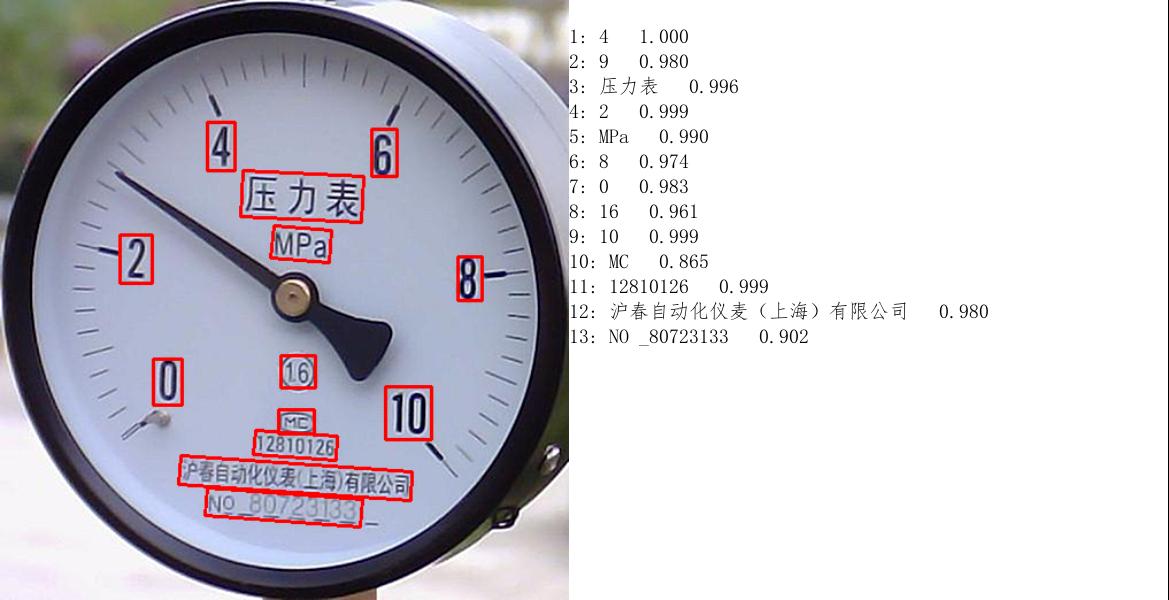 4
6
压力表
MPa
2
8
0
1.6
10
MC
12810126
沪春自动化仪表(上海)有限公司
No 80723133
1: 4 1.000
2: 9 0.980
3: 压力表 0.996
4: 2 0.999
5: MPa 0.990
6: 8 0.974
7: 0 0.983
8: 16 0.961
9: 10 0.999
10: MC 0.865
11: 12810126 0.999
12: 沪春自动化仪麦（上海）有限公司 0.980
13: NO _80723133 0.902